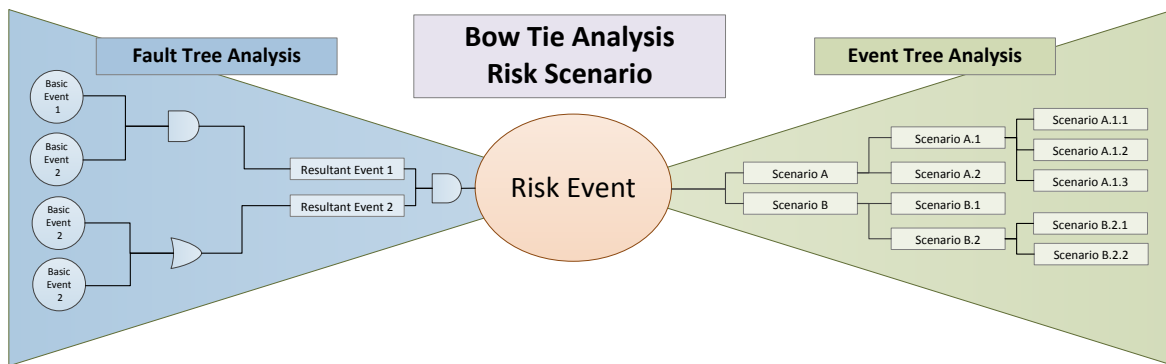 Bow Tie Analysis
Risk Scenario
Fault Tree Analysis
Event Tree Analysis
Basic
Event
1
Basic
Event
2
Basic
Event
2
Basic
Event
2
Resultant Event 1
Resultant Event 2
Risk Event
Scenario A
Scenario B
Scenario A.1
Scenario A.2
Scenario B.1
Scenario B.2
Scenario A.1.1
Scenario A.1.2
Scenario A.1.3
Scenario B.2.1
Scenario B.2.2